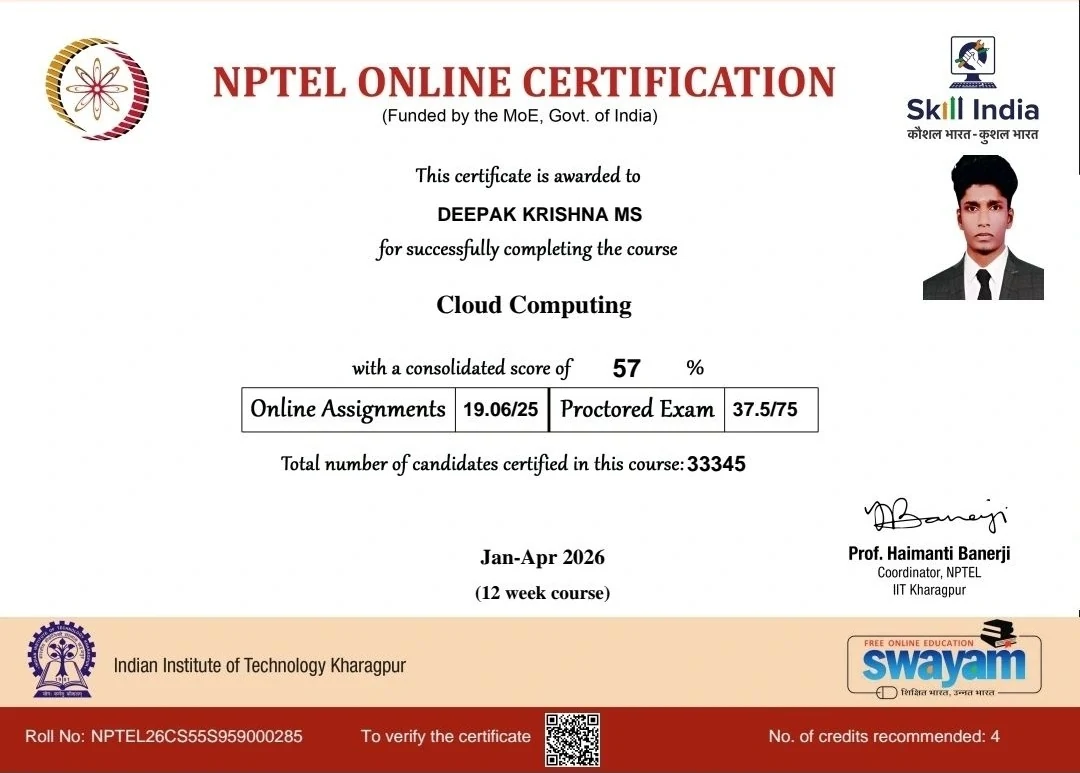 NPTEL ONLINE CERTIFICATION
(Funded by the MoE, Govt. of India)
Skill India
कौशल भारत - कुशल भारत
This certificate is awarded to
DEEPAK KRISHNA MS
for successfully completing the course
Cloud Computing
with a consolidated score of 57 %
Online Assignments 19.06/25 Proctored Exam 37.5/75
Total number of candidates certified in this course: 33345
Jan-Apr 2026
(12 week course)
Prof. Haimanti Banerji
Coordinator, NPTEL
IIT Kharagpur
Indian Institute of Technology Kharagpur
FREE ONLINE EDUCATION
swayam
शिक्षित भारत, उन्नत भारत
Roll No: NPTEL26CS55S959000285
To verify the certificate
No. of credits recommended: 4